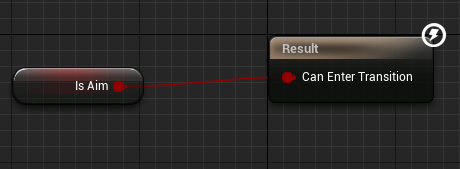 Result
Is Aim
Can Enter Transition